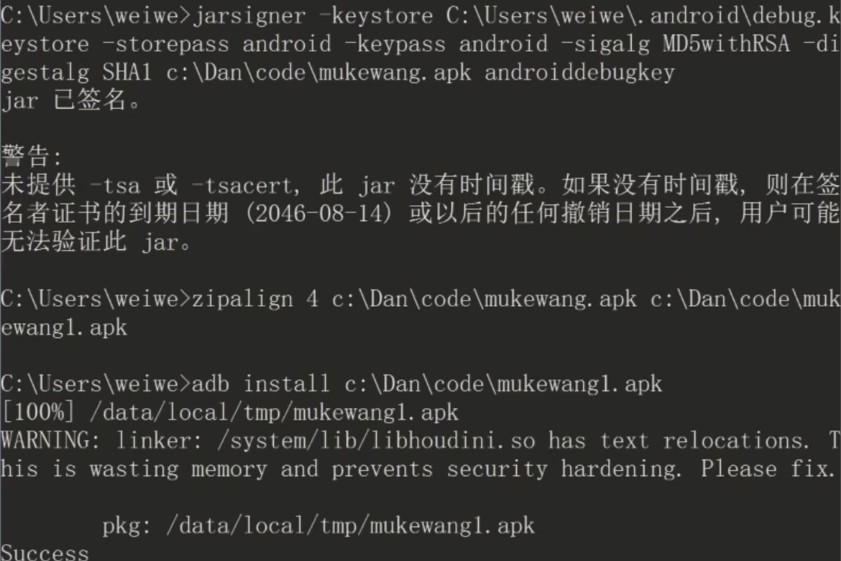 C:\Users\weiwe>jarsigner -keystore C:\Users\weiwe\.android\debug.k
eystore -storepass android -keypass android -sigalg MD5withRSA -di
gestalg SHA1 c:\Dan\code\mukewang.apk androiddebugkey
jar 已签名。
警告:
未提供 -tsa 或 -tsacert, 此 jar 没有时间戳。如果没有时间戳, 则在签
名者证书的到期日期 (2046-08-14) 或以后的任何撤销日期之后, 用户可能
无法验证此 jar。
C:\Users\weiwe>zipalign 4 c:\Dan\code\mukewang.apk c:\Dan\code\muk
ewang1.apk
C:\Users\weiwe>adb install c:\Dan\code\mukewang1.apk
[100%] /data/local/tmp/mukewang1.apk
WARNING: linker: /system/lib/libhoudini.so has text relocations. T
his is wasting memory and prevents security hardening. Please fix.
pkg: /data/local/tmp/mukewang1.apk
Success